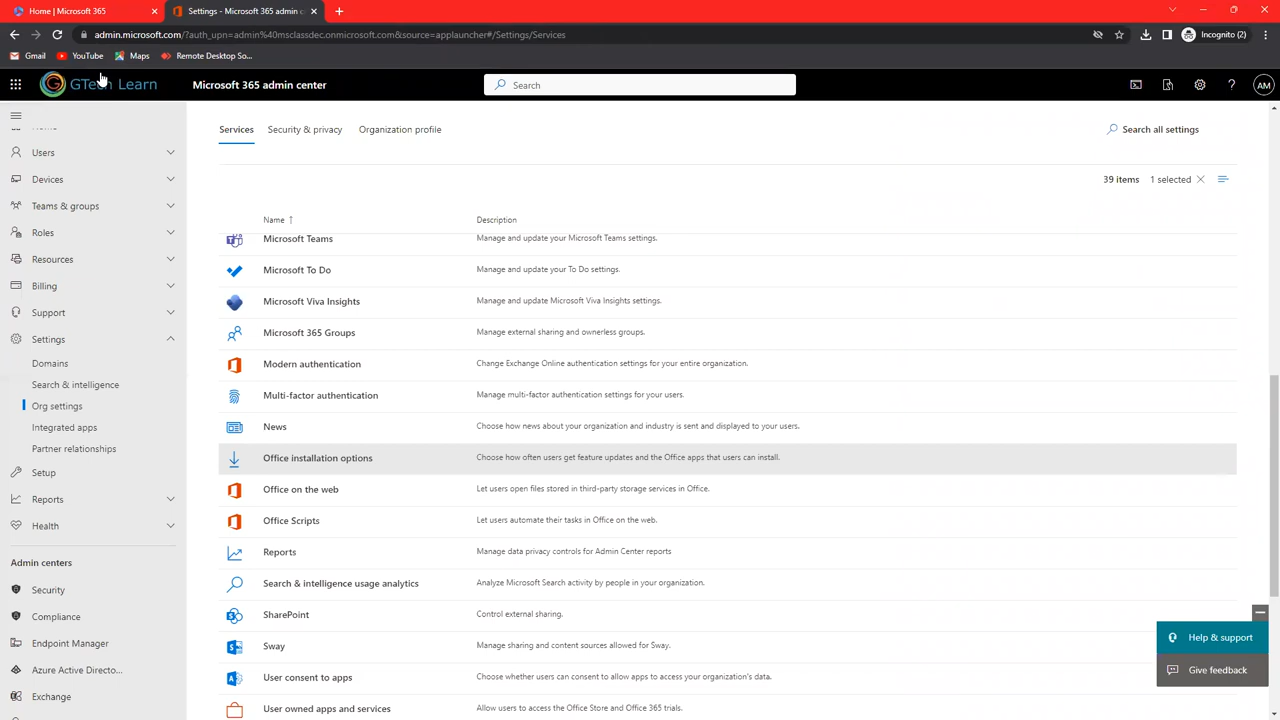 Home | Microsoft 365
Settings - Microsoft 365 admin c
admin.microsoft.com/?auth_upn=admin%40msclassdec.onmicrosoft.com&source=applauncher#/Settings/Services
Incognito (2)
Gmail
YouTube
Maps
Remote Desktop So...
GTech Learn
Microsoft 365 admin center
Search
AM
Users
Devices
Teams & groups
Roles
Resources
Billing
Support
Settings
Domains
Search & intelligence
Org settings
Integrated apps
Partner relationships
Setup
Reports
Health
Admin centers
Security
Compliance
Endpoint Manager
Azure Active Directo...
Exchange
Services
Security & privacy
Organization profile
Search all settings
39 items
1 selected
Name ↑
Description
Microsoft Teams
Manage and update your Microsoft Teams settings.
Microsoft To Do
Manage and update your To Do settings.
Microsoft Viva Insights
Manage and update Microsoft Viva Insights settings.
Microsoft 365 Groups
Manage external sharing and ownerless groups.
Modern authentication
Change Exchange Online authentication settings for your entire organization.
Multi-factor authentication
Manage multi-factor authentication settings for your users.
News
Choose how news about your organization and industry is sent and displayed to your users.
Office installation options
Choose how often users get feature updates and the Office apps that users can install.
Office on the web
Let users open files stored in third-party storage services in Office.
Office Scripts
Let users automate their tasks in Office on the web.
Reports
Manage data privacy controls for Admin Center reports
Search & intelligence usage analytics
Analyze Microsoft Search activity by people in your organization.
SharePoint
Control external sharing.
Sway
Manage sharing and content sources allowed for Sway.
User consent to apps
Choose whether users can consent to allow apps to access your organization's data.
User owned apps and services
Allow users to access the Office Store and Office 365 trials.
Help & support
Give feedback